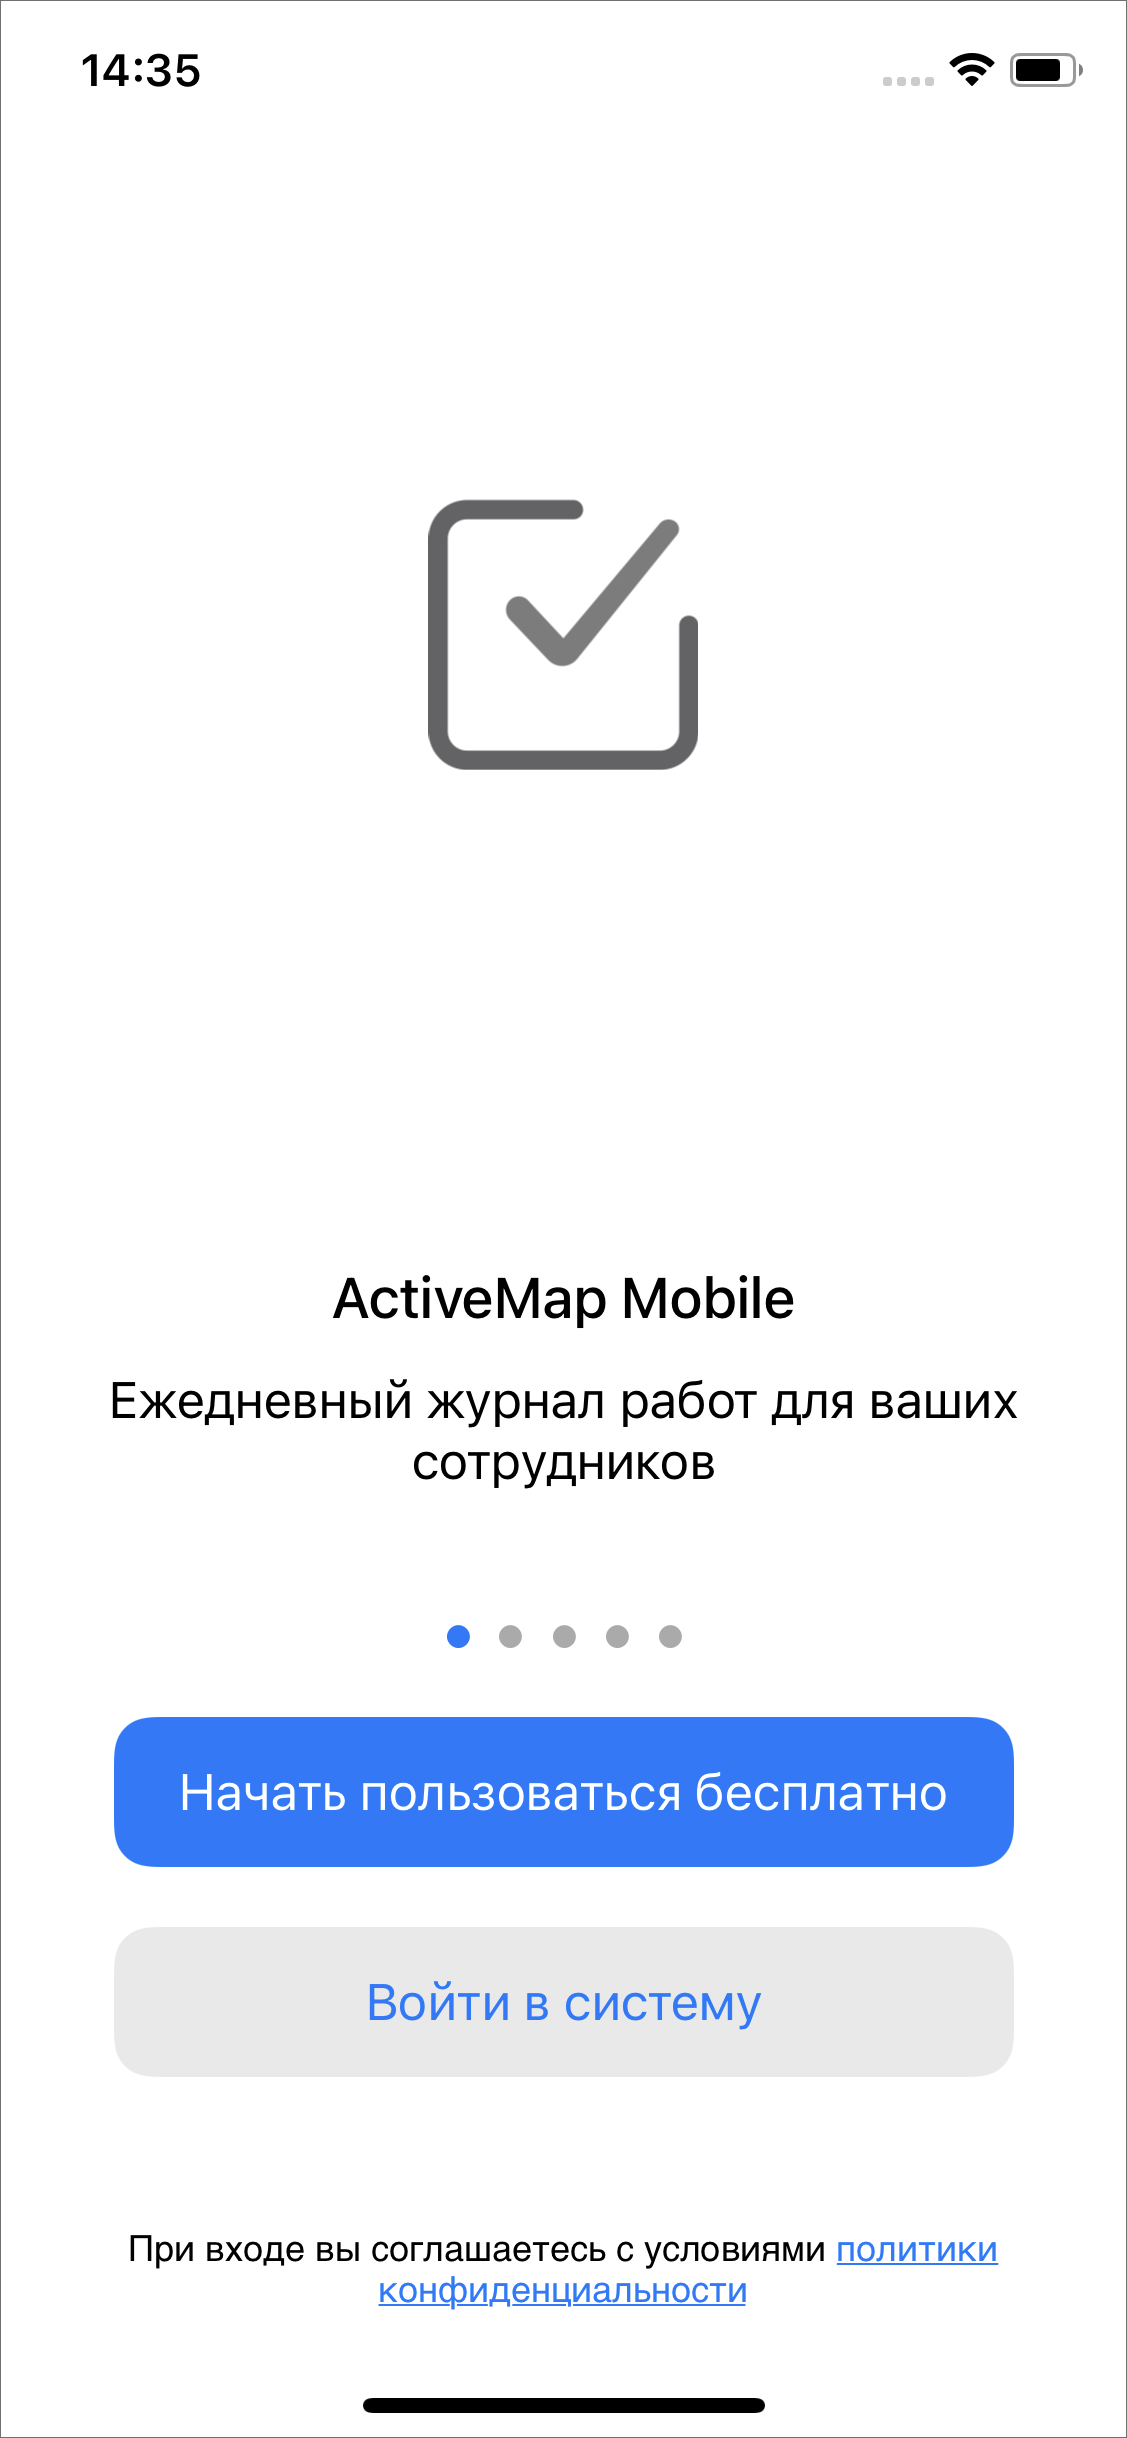 14:35
ActiveMap Mobile
Ежедневный журнал работ для ваших
сотрудников
Начать пользоваться бесплатно
Войти в систему
При входе вы соглашаетесь с условиями политики
конфиденциальности